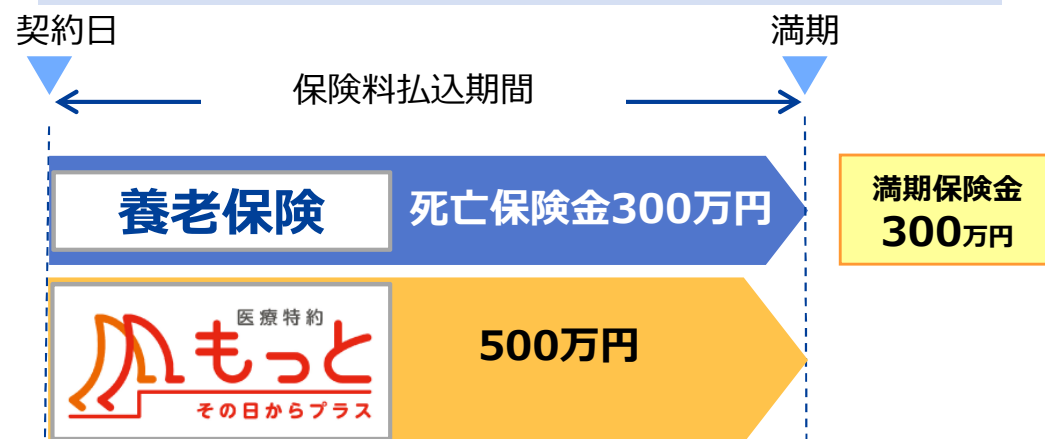 契約日
満期
保険料払込期間
養老保険
死亡保険金300万円
満期保険金
300万円
医療特約
もっと
その日からプラス
500万円